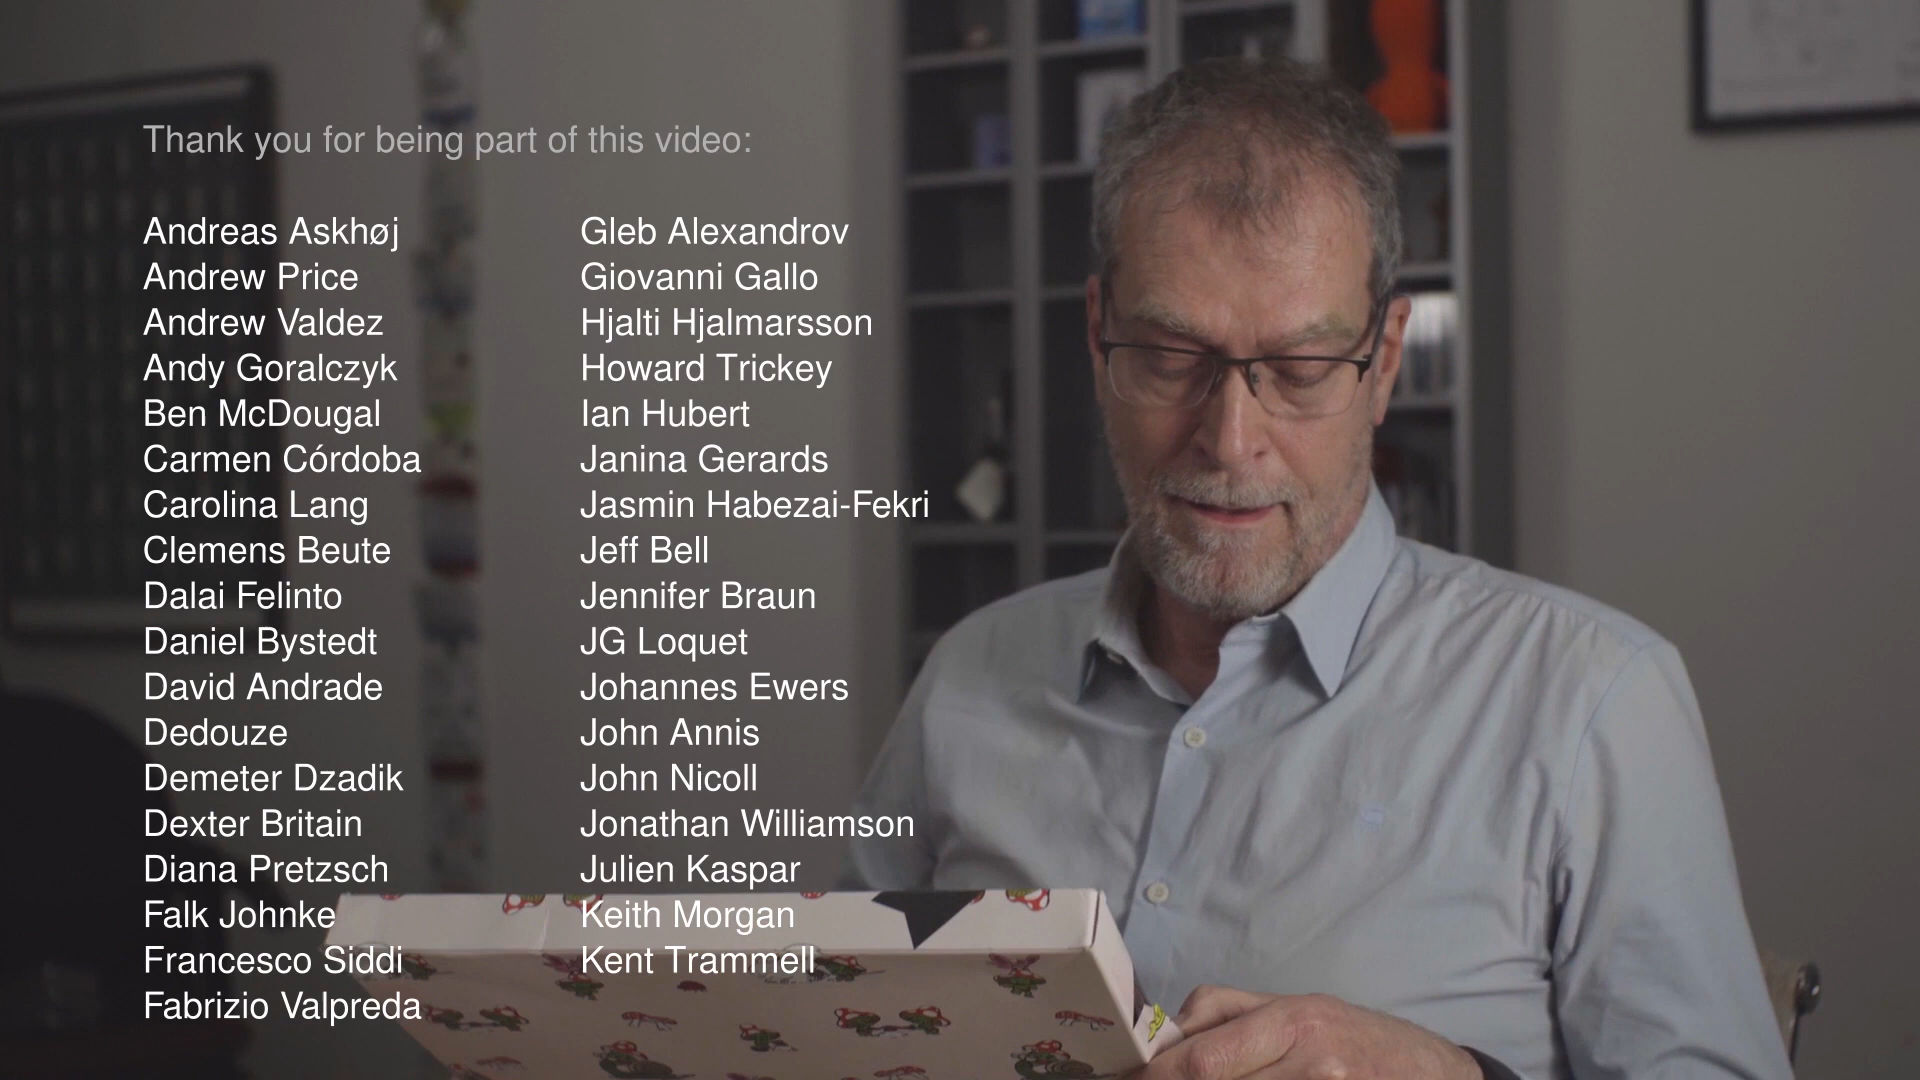 Thank you for being part of this video:
Andreas Askhøj
Andrew Price
Andrew Valdez
Andy Goralczyk
Ben McDougal
Carmen Córdoba
Carolina Lang
Clemens Beute
Dalai Felinto
Daniel Bystedt
David Andrade
Dedouze
Demeter Dzadik
Dexter Britain
Diana Pretzsch
Falk Johnke
Francesco Siddi
Fabrizio Valpreda
Gleb Alexandrov
Giovanni Gallo
Hjalti Hjalmarsson
Howard Trickey
Ian Hubert
Janina Gerards
Jasmin Habezai-Fekri
Jeff Bell
Jennifer Braun
JG Loquet
Johannes Ewers
John Annis
John Nicoll
Jonathan Williamson
Julien Kaspar
Keith Morgan
Kent Trammell